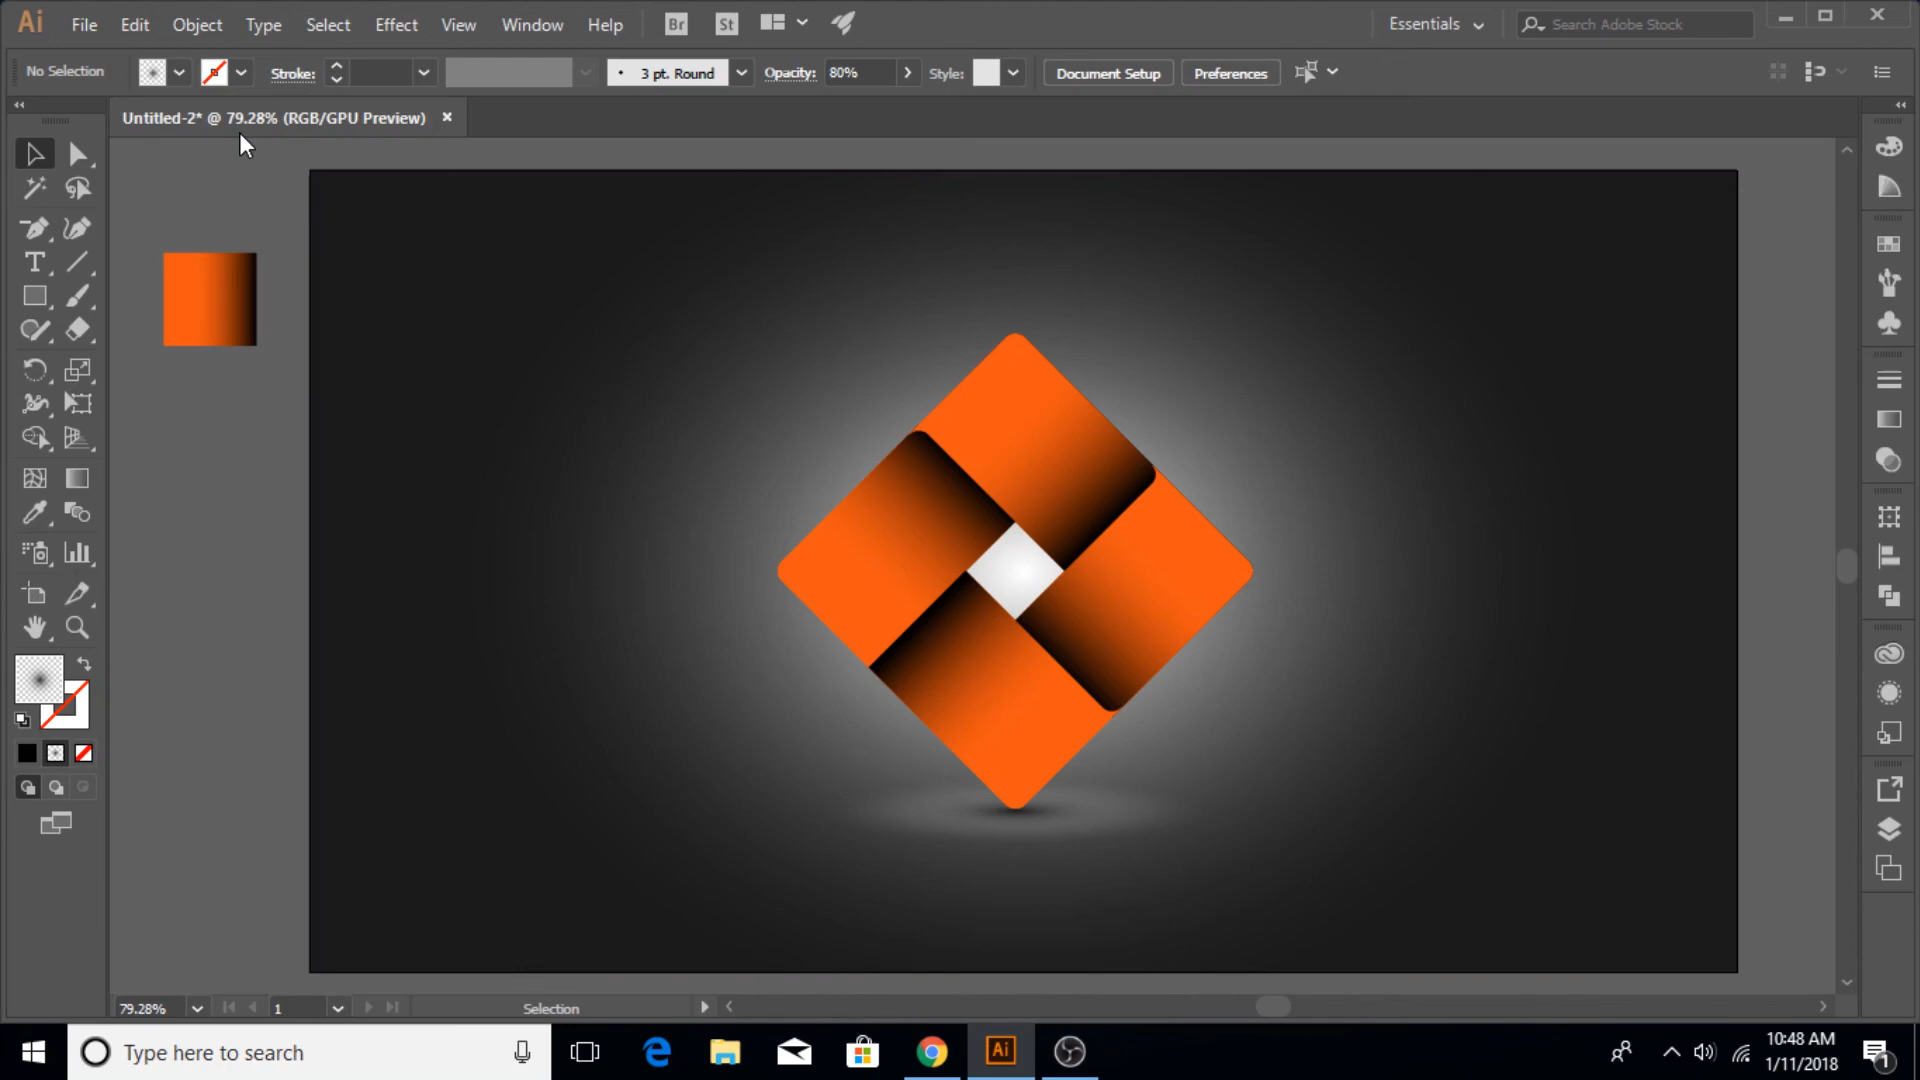 Ai File Edit Object Type Select Effect View Window Help Br St Essentials Search Adobe Stock
No Selection Stroke: 3 pt. Round Opacity: 80% Style: Document Setup Preferences
Untitled-2* @ 79.28% (RGB/GPU Preview) ×
79.28% 1 Selection
Type here to search Ai 10:48 AM
1/11/2018 1